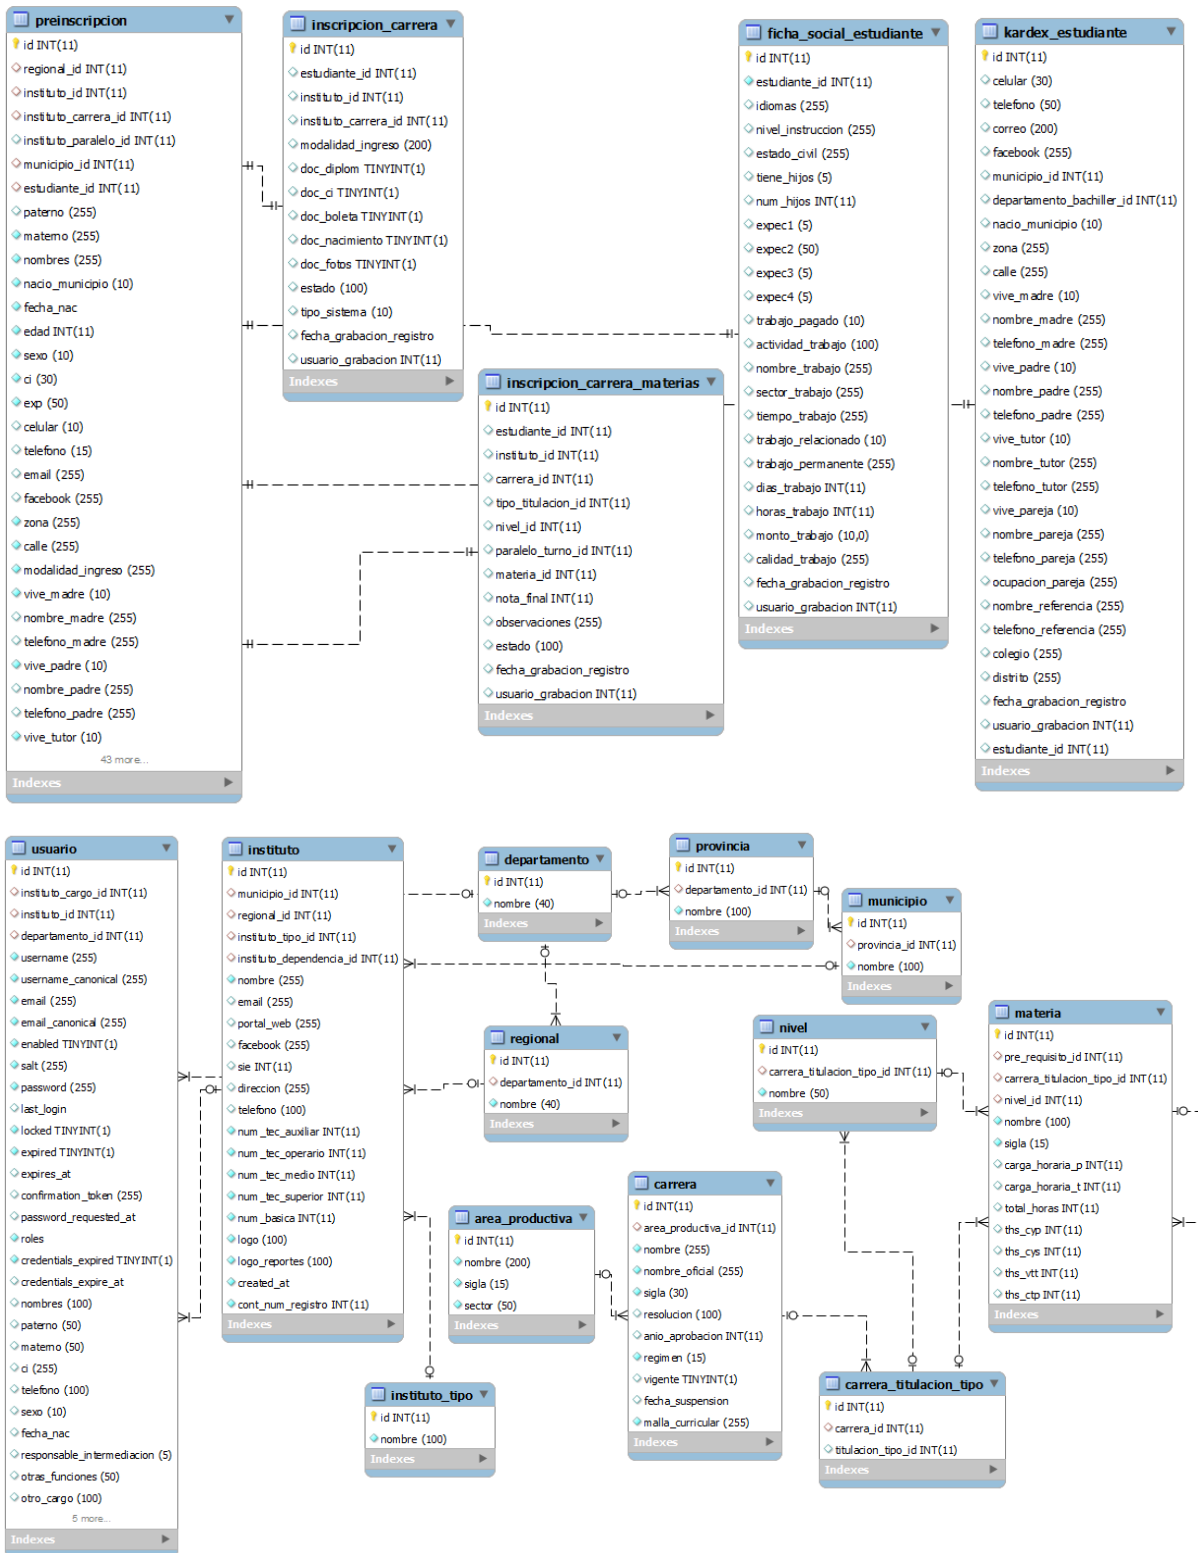 preinscripcion
id INT(11)
regional_id INT(11)
instituto_id INT(11)
instituto_carrera_id INT(11)
instituto_paralelo_id INT(11)
municipio_id INT(11)
estudiante_id INT(11)
paterno (255)
materno (255)
nombres (255)
nacio_municipio (10)
fecha_nac
edad INT(11)
sexo (10)
ci (30)
exp (50)
celular (10)
telefono (15)
email (255)
facebook (255)
zona (255)
calle (255)
modalidad_ingreso (255)
vive_madre (10)
nombre_madre (255)
telefono_madre (255)
vive_padre (10)
nombre_padre (255)
telefono_padre (255)
vive_tutor (10)
43 more...
Indexes
inscripcion_carrera
id INT(11)
estudiante_id INT(11)
instituto_id INT(11)
instituto_carrera_id INT(11)
modalidad_ingreso (200)
doc_diplom TINYINT(1)
doc_ci TINYINT(1)
doc_boleta TINYINT(1)
doc_nacimiento TINYINT(1)
doc_fotos TINYINT(1)
estado (100)
tipo_sistema (10)
fecha_grabacion_registro
usuario_grabacion INT(11)
Indexes
inscripcion_carrera_materias
id INT(11)
estudiante_id INT(11)
instituto_id INT(11)
carrera_id INT(11)
tipo_titulacion_id INT(11)
nivel_id INT(11)
paralelo_turno_id INT(11)
materia_id INT(11)
nota_final INT(11)
observaciones (255)
estado (100)
fecha_grabacion_registro
usuario_grabacion INT(11)
Indexes
ficha_social_estudiante
id INT(11)
estudiante_id INT(11)
idiomas (255)
nivel_instruccion (255)
estado_civil (255)
tiene_hijos (5)
num_hijos INT(11)
expec1 (5)
expec2 (50)
expec3 (5)
expec4 (5)
trabajo_pagado (10)
actividad_trabajo (100)
nombre_trabajo (255)
sector_trabajo (255)
tiempo_trabajo (255)
trabajo_relacionado (10)
trabajo_permanente (255)
dias_trabajo INT(11)
horas_trabajo INT(11)
monto_trabajo (10,0)
calidad_trabajo (255)
fecha_grabacion_registro
usuario_grabacion INT(11)
Indexes
kardex_estudiante
id INT(11)
celular (30)
telefono (50)
correo (200)
facebook (255)
municipio_id INT(11)
departamento_bachiller_id INT(11)
nacio_municipio (10)
zona (255)
calle (255)
vive_madre (10)
nombre_madre (255)
telefono_madre (255)
vive_padre (10)
nombre_padre (255)
telefono_padre (255)
vive_tutor (10)
nombre_tutor (255)
telefono_tutor (255)
vive_pareja (10)
nombre_pareja (255)
telefono_pareja (255)
ocupacion_pareja (255)
nombre_referencia (255)
telefono_referencia (255)
colegio (255)
distrito (255)
fecha_grabacion_registro
usuario_grabacion INT(11)
estudiante_id INT(11)
Indexes
usuario
id INT(11)
instituto_cargo_id INT(11)
instituto_id INT(11)
departamento_id INT(11)
username (255)
username_canonical (255)
email (255)
email_canonical (255)
enabled TINYINT(1)
salt (255)
password (255)
last_login
locked TINYINT(1)
expired TINYINT(1)
expires_at
confirmation_token (255)
password_requested_at
roles
credentials_expired TINYINT(1)
credentials_expire_at
nombres (100)
paterno (50)
materno (50)
ci (255)
telefono (100)
sexo (10)
fecha_nac
responsable_intermediacion (5)
otras_funciones (50)
otro_cargo (100)
5 more...
Indexes
instituto
id INT(11)
municipio_id INT(11)
regional_id INT(11)
instituto_tipo_id INT(11)
instituto_dependencia_id INT(11)
nombre (255)
email (255)
portal_web (255)
facebook (255)
sie INT(11)
direccion (255)
telefono (100)
num_tec_auxiliar INT(11)
num_tec_operario INT(11)
num_tec_medio INT(11)
num_tec_superior INT(11)
num_basica INT(11)
logo (100)
logo_reportes (100)
created_at
cont_num_registro INT(11)
Indexes
departamento
id INT(11)
nombre (40)
Indexes
provincia
id INT(11)
departamento_id INT(11)
nombre (100)
Indexes
municipio
id INT(11)
provincia_id INT(11)
nombre (100)
Indexes
regional
id INT(11)
departamento_id INT(11)
nombre (40)
Indexes
nivel
id INT(11)
carrera_titulacion_tipo_id INT(11)
nombre (50)
Indexes
materia
id INT(11)
pre_requisito_id INT(11)
carrera_titulacion_tipo_id INT(11)
nivel_id INT(11)
nombre (100)
sigla (15)
carga_horaria_p INT(11)
carga_horaria_t INT(11)
total_horas INT(11)
ths_cyp INT(11)
ths_cys INT(11)
ths_vtt INT(11)
ths_ctp INT(11)
Indexes
area_productiva
id INT(11)
nombre (200)
sigla (15)
sector (50)
Indexes
carrera
id INT(11)
area_productiva_id INT(11)
nombre (255)
nombre_oficial (255)
sigla (30)
resolucion (100)
anio_aprobacion INT(11)
regimen (15)
vigente TINYINT(1)
fecha_suspension
malla_curricular (255)
Indexes
instituto_tipo
id INT(11)
nombre (100)
Indexes
carrera_titulacion_tipo
id INT(11)
carrera_id INT(11)
titulacion_tipo_id INT(11)
Indexes